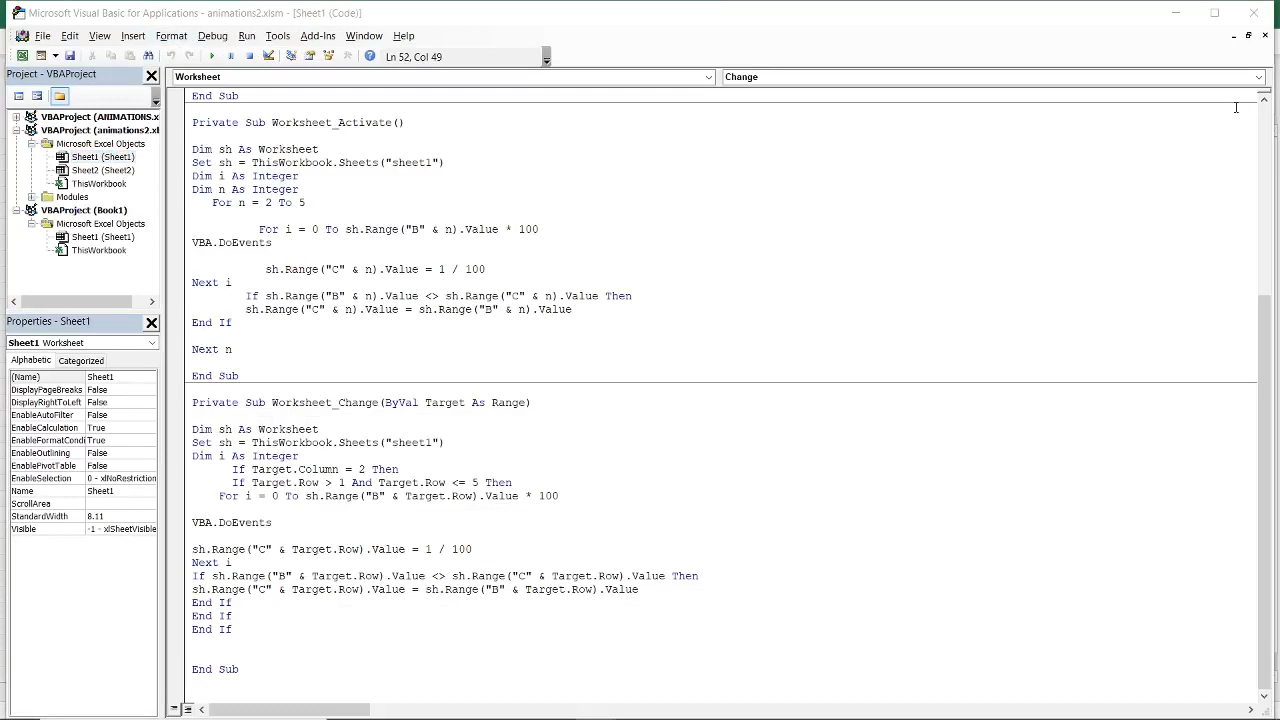 Microsoft Visual Basic for Applications - animations2.xlsm - [Sheet1 (Code)]
File Edit View Insert Format Debug Run Tools Add-Ins Window Help
Ln 52, Col 49
Project - VBAProject
Worksheet
Change
VBAProject (ANIMATIONS.x
VBAProject (animations2.xl
Microsoft Excel Objects
Sheet1 (Sheet1)
Sheet2 (Sheet2)
ThisWorkbook
Modules
VBAProject (Book1)
Microsoft Excel Objects
Sheet1 (Sheet1)
ThisWorkbook
Properties - Sheet1
Sheet1 Worksheet
Alphabetic Categorized
(Name) Sheet1
DisplayPageBreaks False
DisplayRightToLeft False
EnableAutoFilter False
EnableCalculation True
EnableFormatCondi True
EnableOutlining False
EnablePivotTable False
EnableSelection 0 - xlNoRestriction
Name Sheet1
ScrollArea
StandardWidth 8.11
Visible -1 - xlSheetVisible
End Sub
Private Sub Worksheet_Activate()
Dim sh As Worksheet
Set sh = ThisWorkbook.Sheets("sheet1")
Dim i As Integer
Dim n As Integer
For n = 2 To 5
For i = 0 To sh.Range("B" & n).Value * 100
VBA.DoEvents
sh.Range("C" & n).Value = 1 / 100
Next i
If sh.Range("B" & n).Value <> sh.Range("C" & n).Value Then
sh.Range("C" & n).Value = sh.Range("B" & n).Value
End If
Next n
End Sub
Private Sub Worksheet_Change(ByVal Target As Range)
Dim sh As Worksheet
Set sh = ThisWorkbook.Sheets("sheet1")
Dim i As Integer
If Target.Column = 2 Then
If Target.Row > 1 And Target.Row <= 5 Then
For i = 0 To sh.Range("B" & Target.Row).Value * 100
VBA.DoEvents
sh.Range("C" & Target.Row).Value = 1 / 100
Next i
If sh.Range("B" & Target.Row).Value <> sh.Range("C" & Target.Row).Value Then
sh.Range("C" & Target.Row).Value = sh.Range("B" & Target.Row).Value
End If
End If
End If
End Sub